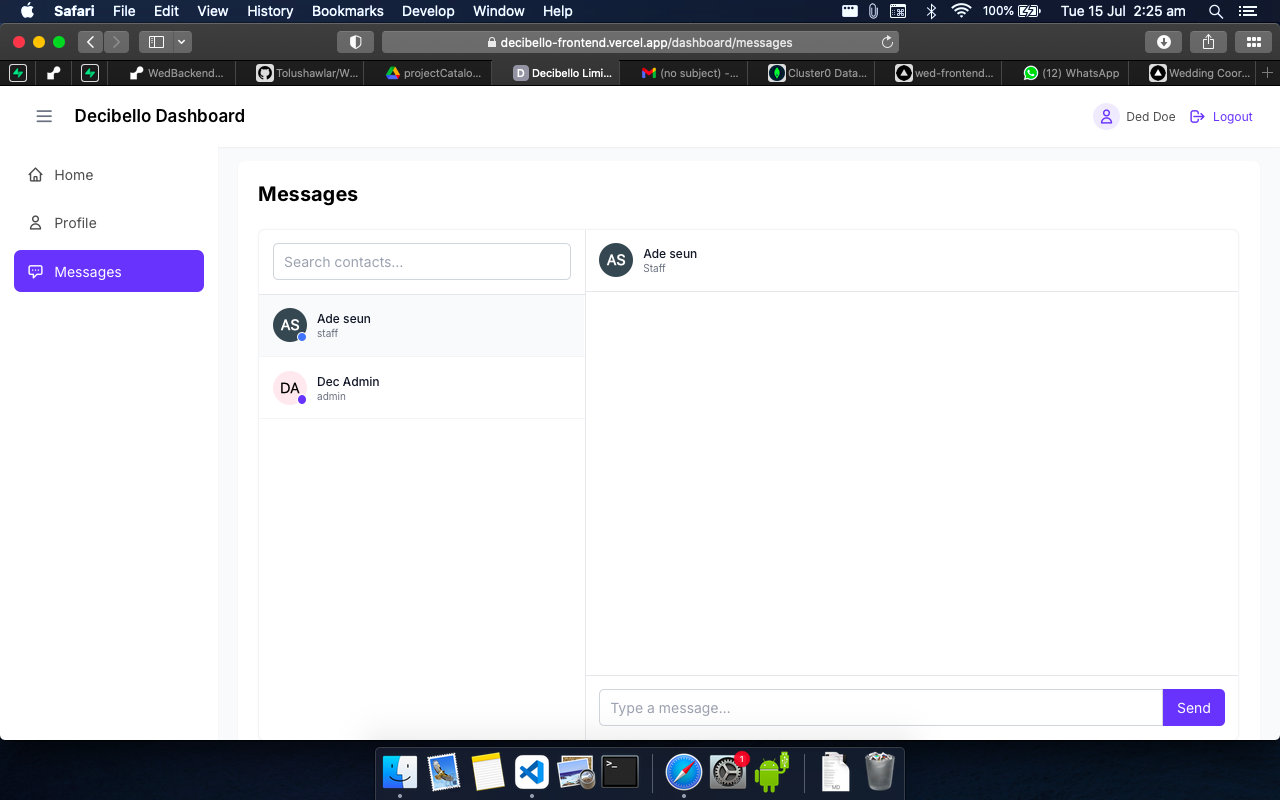 Safari File Edit View History Bookmarks Develop Window Help 100% Tue 15 Jul 2:25 am
decibello-frontend.vercel.app/dashboard/messages
WedBackend... Tolushawlar/W... projectCatalo... D Decibello Limi... (no subject) -... Cluster0 Data... wed-frontend... (12) WhatsApp Wedding Coor...
Decibello Dashboard
Ded Doe Logout
Home
Profile
Messages
Messages
Search contacts...
AS Ade seun
staff
DA Dec Admin
admin
AS Ade seun
Staff
Type a message... Send
1
MD